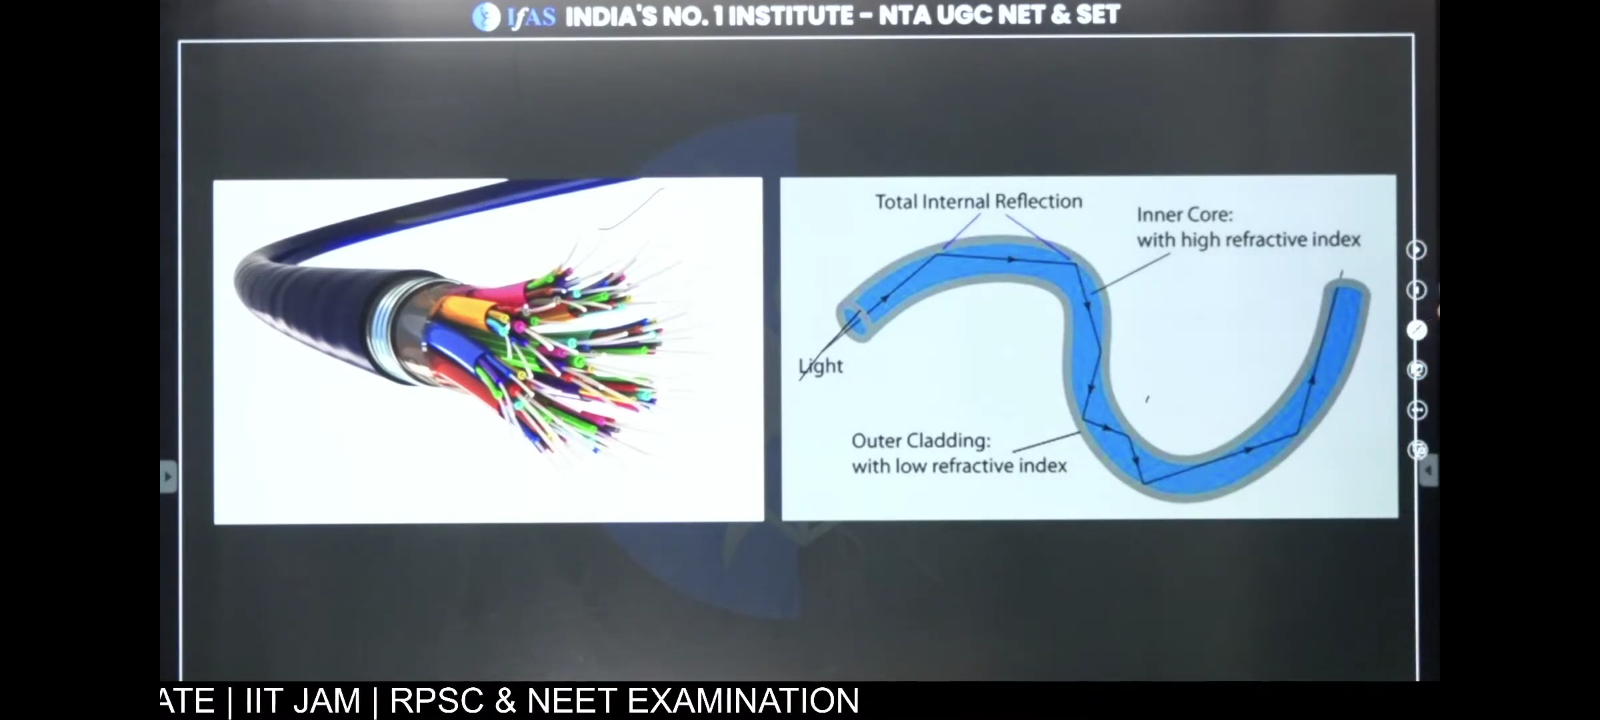 IfAS INDIA'S NO. 1 INSTITUTE – NTA UGC NET & SET
Total Internal Reflection
Inner Core:
with high refractive index
Light
Outer Cladding:
with low refractive index
ATE | IIT JAM | RPSC & NEET EXAMINATION